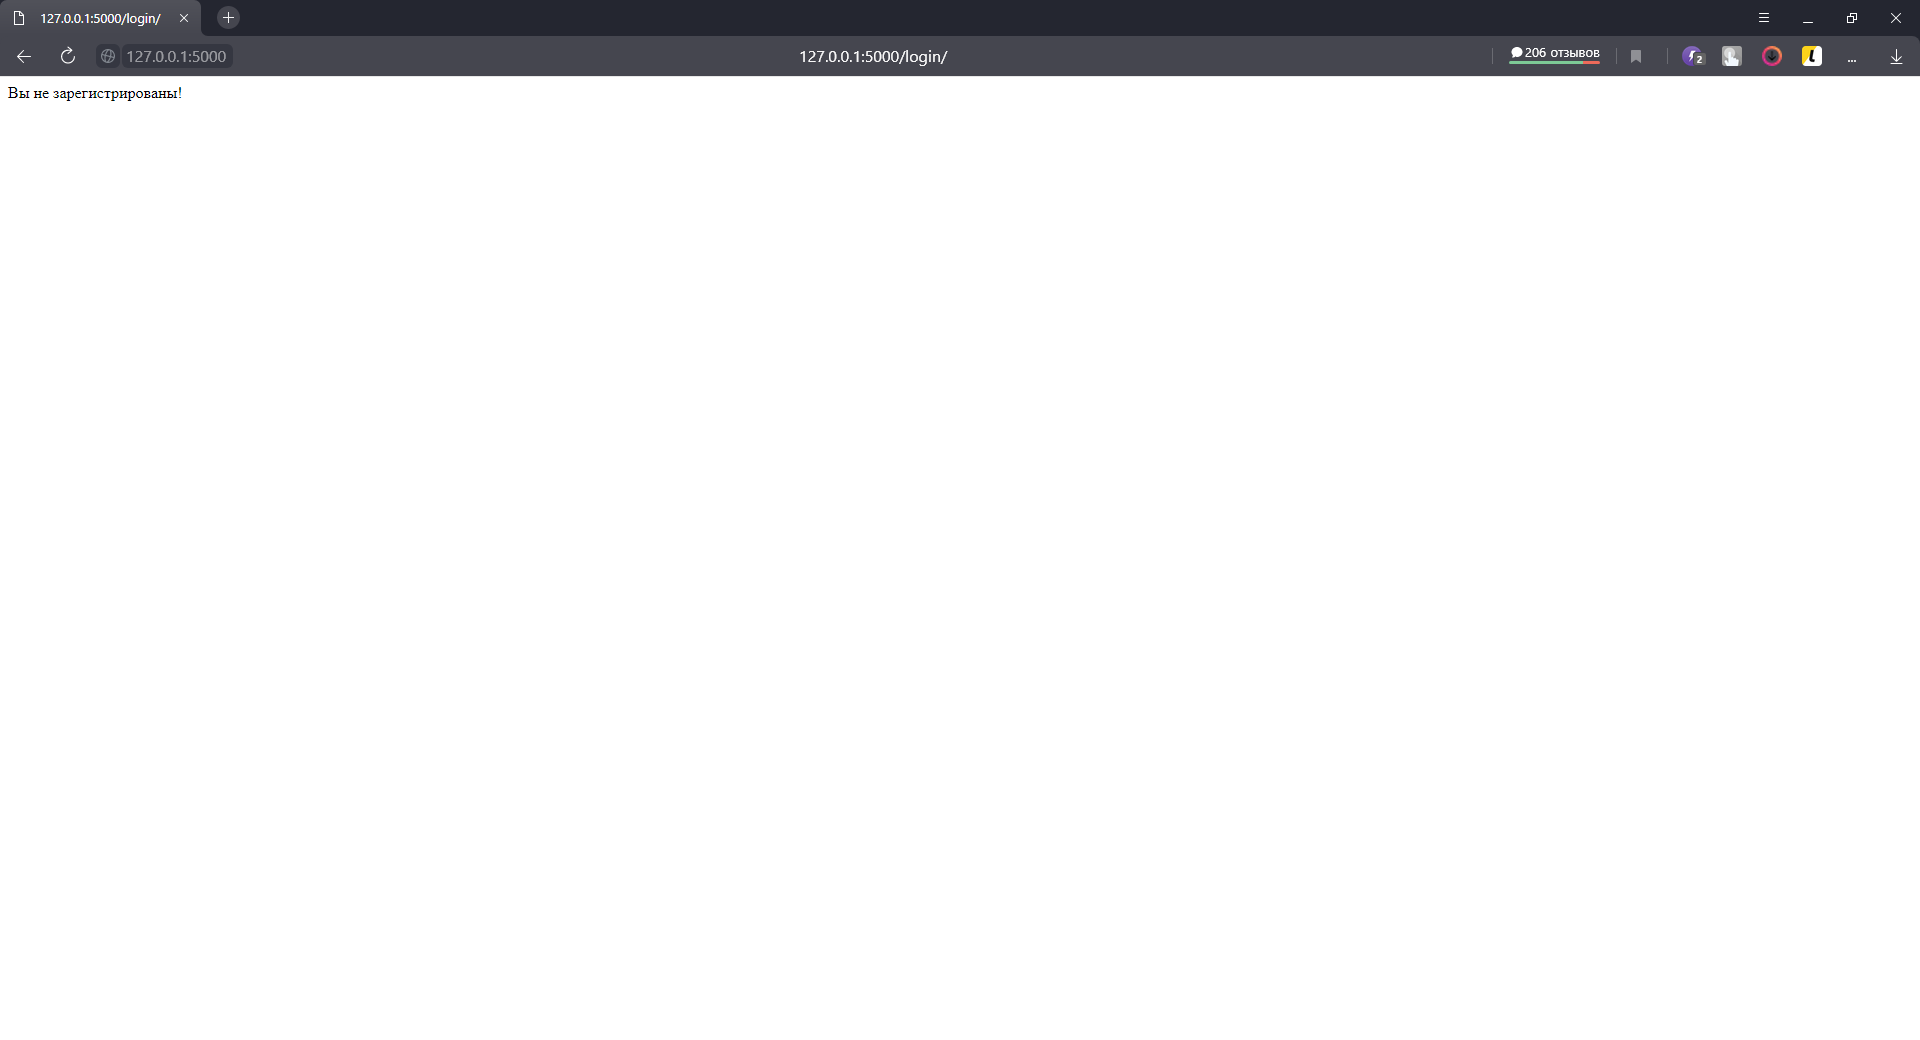 127.0.0.1:5000/login/
127.0.0.1:5000
127.0.0.1:5000/login/
206 отзывов
2
...
Вы не зарегистрированы!